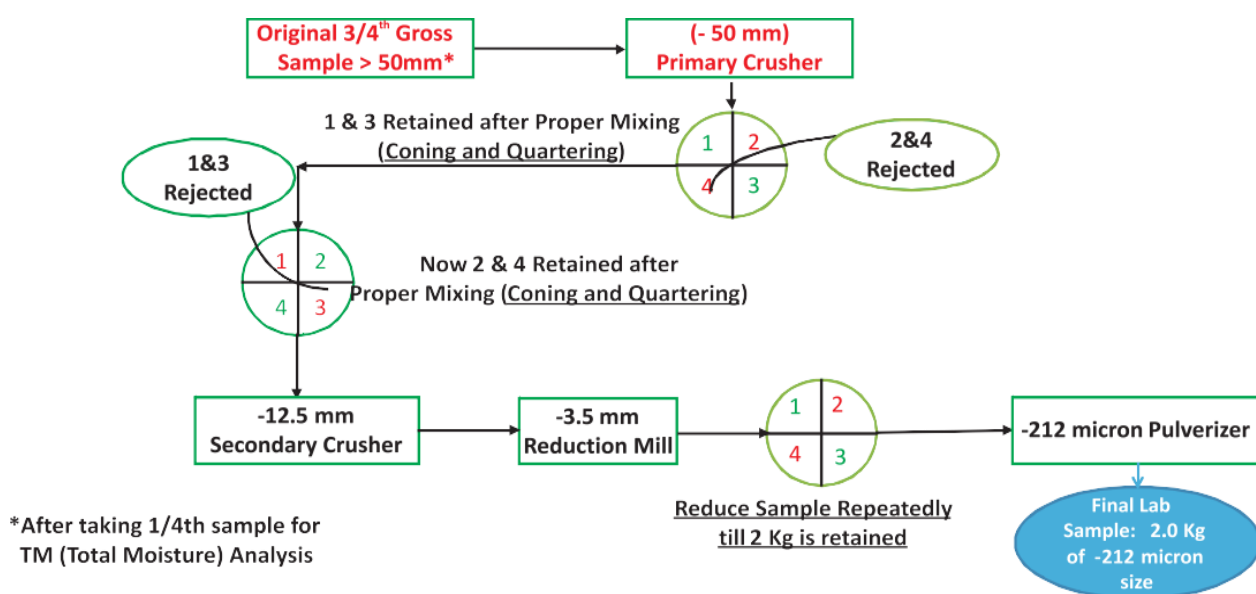 Original 3/4th Gross
Sample > 50mm*
(- 50 mm)
Primary Crusher
1 & 3 Retained after Proper Mixing
(Coning and Quartering)
1 2
4 3
2&4
Rejected
1&3
Rejected
1 2
4 3
Now 2 & 4 Retained after
Proper Mixing (Coning and Quartering)
-12.5 mm
Secondary Crusher
-3.5 mm
Reduction Mill
1 2
4 3
-212 micron Pulverizer
Reduce Sample Repeatedly
till 2 Kg is retained
Final Lab
Sample: 2.0 Kg
of -212 micron
size
*After taking 1/4th sample for
TM (Total Moisture) Analysis